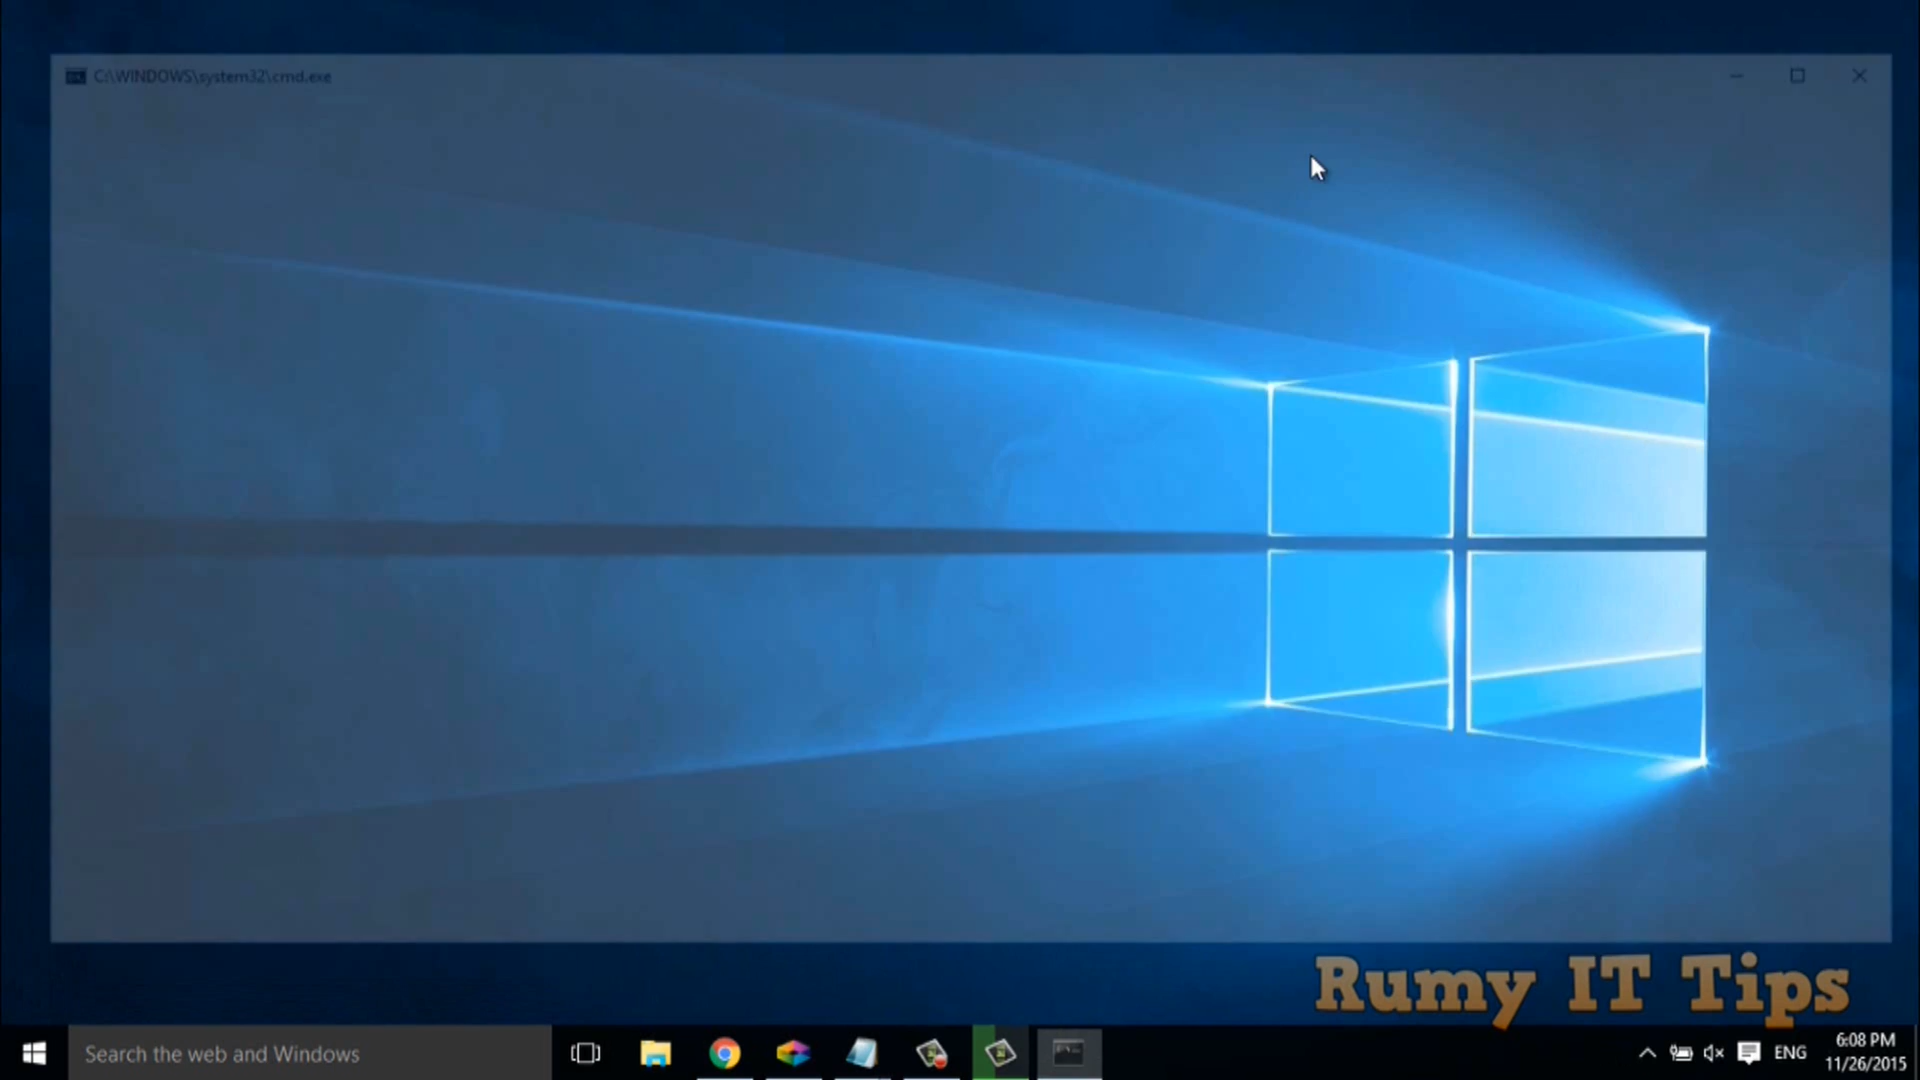 C:\WINDOWS\system32\cmd.exe
Rumy IT Tips
Search the web and Windows
ENG
6:08 PM
11/26/2015